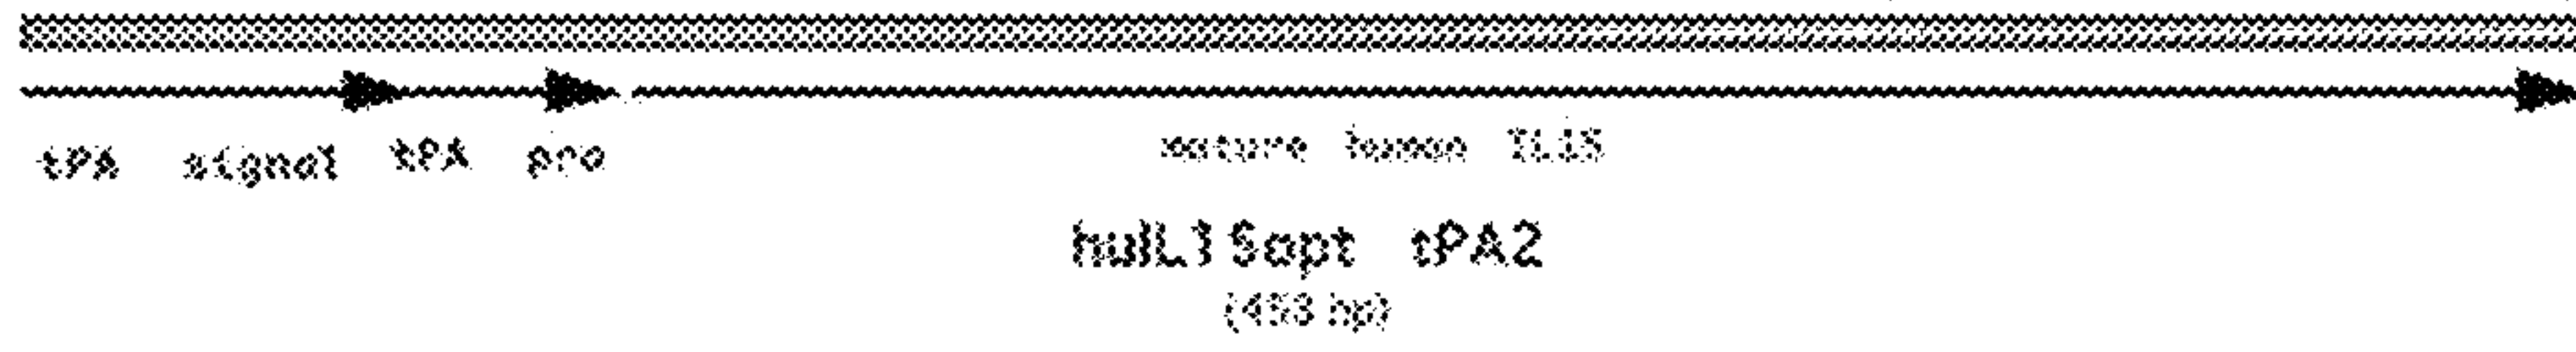 tPA signal tPA pro mature human IL15
huIL15opt tPA2
(453 bp)